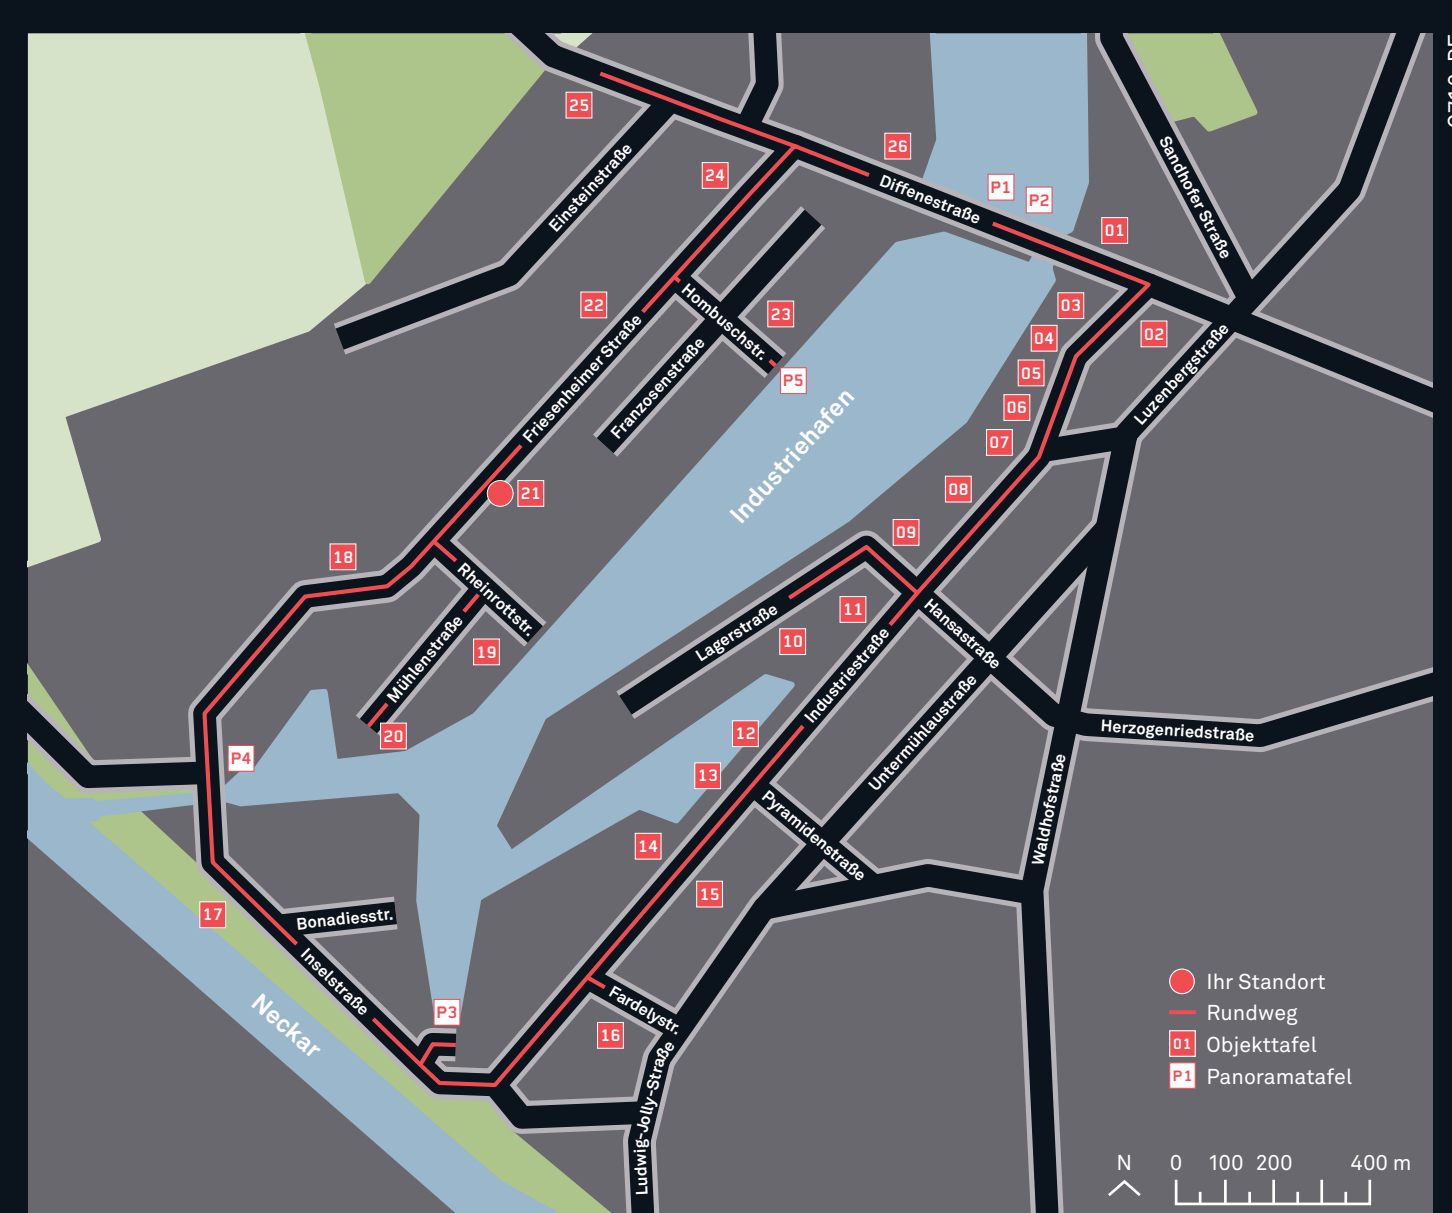 25
24
26
Einsteinstraße
Diffenestraße
P1
P2
01
Sandhofer Straße
22
Hombuschstr.
23
P5
Friesenheimer Straße
Franzosenstraße
Industriehafen
03
04
02
05
06
07
Luzenbergstraße
08
09
21
18
Rheinrottstr.
Mühlenstraße
19
20
Lagerstraße
10
11
Hansastraße
Industriestraße
Untermühlaustraße
Herzogenriedstraße
P4
12
13
14
15
Pyramidenstraße
Waldhofstraße
17
Bonadiesstr.
Inselstraße
Neckar
P3
Fardelystr.
16
Ludwig-Jolly-Straße
Ihr Standort
Rundweg
01 Objekttafel
P1 Panoramatafel
N 0 100 200 400 m